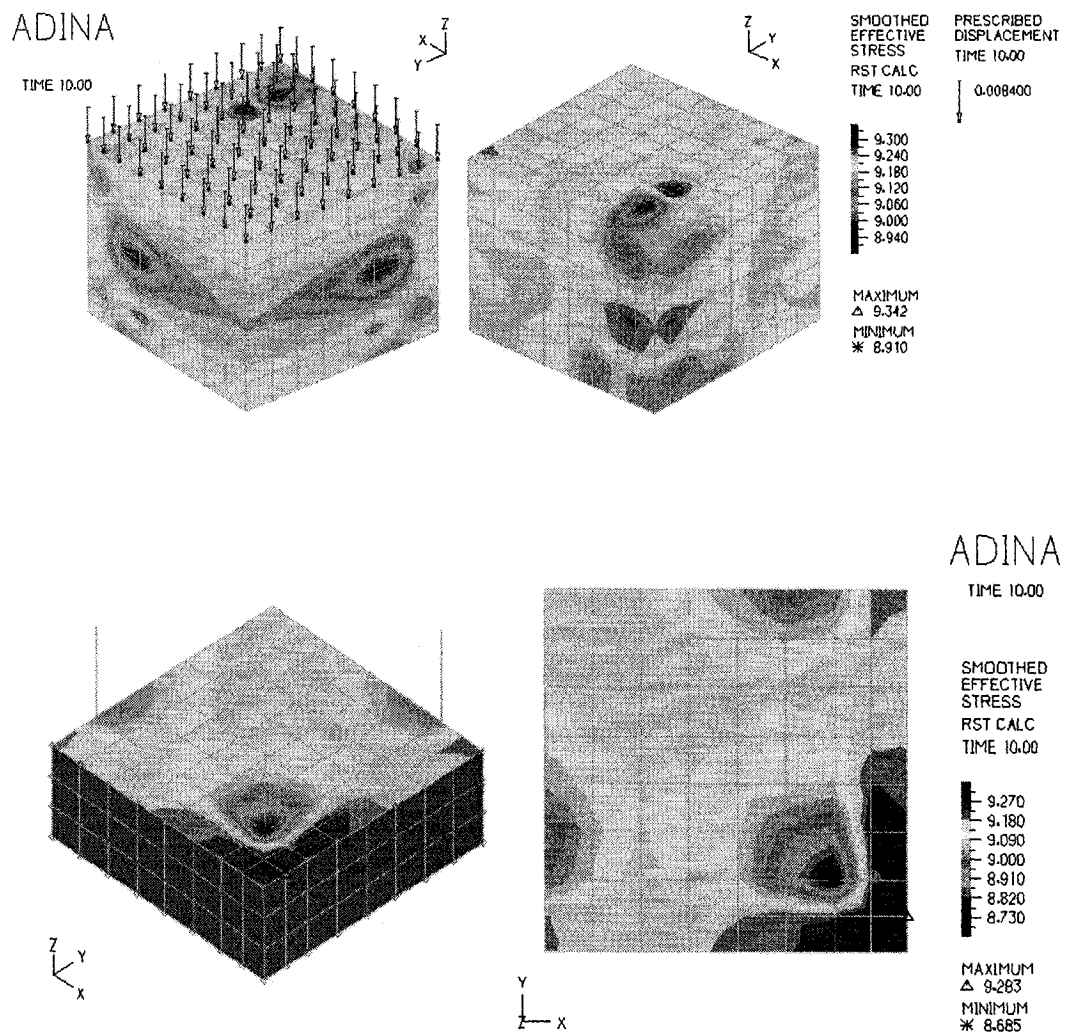 ADINA
TIME 10.00
Z
X
Y
Z
Y
X
SMOOTHED
EFFECTIVE
STRESS
RST CALC
TIME 10.00
9.300
9.240
9.180
9.120
9.060
9.000
8.940
MAXIMUM
Δ 9.342
MINIMUM
* 8.910
PRESCRIBED
DISPLACEMENT
TIME 10.00
0.008400
ADINA
TIME 10.00
SMOOTHED
EFFECTIVE
STRESS
RST CALC
TIME 10.00
9.270
9.180
9.090
9.000
8.910
8.820
8.730
MAXIMUM
Δ 9.283
MINIMUM
* 8.685
Z
Y
X
Y
Z
X